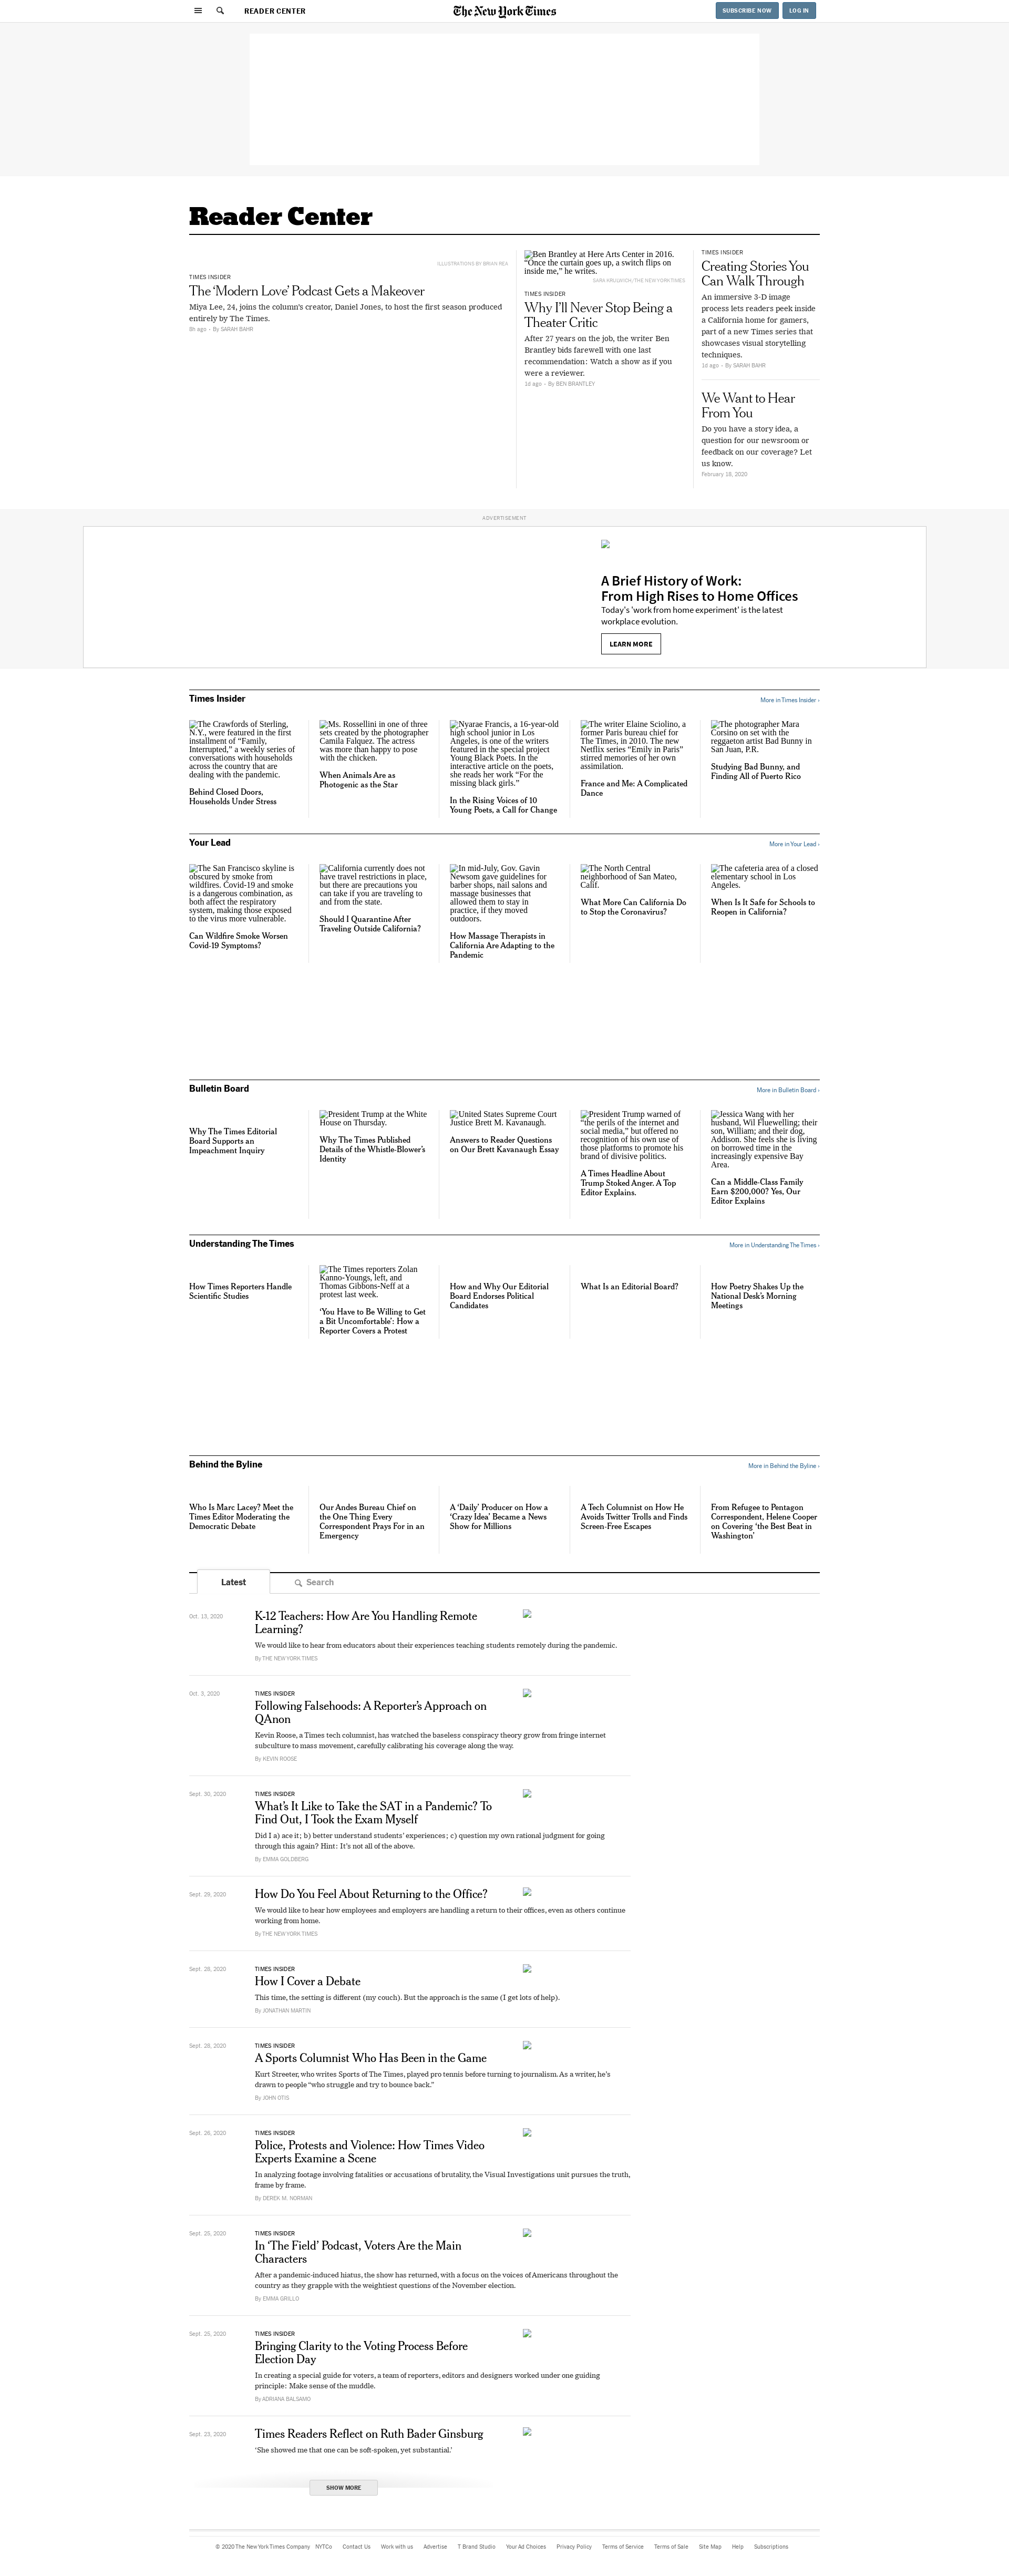 READER CENTER
The New York Times
SUBSCRIBE NOW
LOG IN
Reader Center
ILLUSTRATIONS BY BRIAN REA
TIMES INSIDER
The ‘Modern Love’ Podcast Gets a Makeover
Miya Lee, 24, joins the column's creator, Daniel Jones, to host the first season produced
entirely by The Times.
8h ago - By SARAH BAHR
Ben Brantley at Here Arts Center in 2016.
“Once the curtain goes up, a switch flips on
inside me,” he writes.
SARA KRULWICH/THE NEW YORK TIMES
TIMES INSIDER
Why I’ll Never Stop Being a
Theater Critic
After 27 years on the job, the writer Ben
Brantley bids farewell with one last
recommendation: Watch a show as if you
were a reviewer.
1d ago - By BEN BRANTLEY
TIMES INSIDER
Creating Stories You
Can Walk Through
An immersive 3-D image
process lets readers peek inside
a California home for gamers,
part of a new Times series that
showcases visual storytelling
techniques.
1d ago - By SARAH BAHR
We Want to Hear
From You
Do you have a story idea, a
question for our newsroom or
feedback on our coverage? Let
us know.
February 10, 2020
ADVERTISEMENT
A Brief History of Work:
From High Rises to Home Offices
Today's 'work from home experiment' is the latest
workplace evolution.
LEARN MORE
Times Insider
More in Times Insider ›
The Crawfords of Sterling,
N.Y., were featured in the first
installment of “Family,
Interrupted,” a weekly series of
conversations with households
across the country that are
dealing with the pandemic.
Behind Closed Doors,
Households Under Stress
Ms. Rossellini in one of three
sets created by the photographer
Camila Falquez. The actress
was more than happy to pose
with the chicken.
When Animals Are as
Photogenic as the Star
Nyarae Francis, a 16-year-old
high school junior in Los
Angeles, is one of the writers
featured in the special project
Young Black Poets. In the
interactive article on the poets,
she reads her work “For the
missing black girls.”
In the Rising Voices of 10
Young Poets, a Call for Change
The writer Elaine Sciolino, a
former Paris bureau chief for
The Times, in 2010. The new
Netflix series “Emily in Paris”
stirred memories of her own
assimilation.
France and Me: A Complicated
Dance
The photographer Mara
Corsino on set with the
reggaeton artist Bad Bunny in
San Juan, P.R.
Studying Bad Bunny, and
Finding All of Puerto Rico
Your Lead
More in Your Lead ›
The San Francisco skyline is
obscured by smoke from
wildfires. Covid-19 and smoke
is a dangerous combination, as
both affect the respiratory
system, making those exposed
to the virus more vulnerable.
Can Wildfire Smoke Worsen
Covid-19 Symptoms?
California currently does not
have travel restrictions in place,
but there are precautions you
can take if you are traveling to
and from the state.
Should I Quarantine After
Traveling Outside California?
In mid-July, Gov. Gavin
Newsom gave guidelines for
barber shops, nail salons and
massage businesses that
allowed them to stay in
practice, if they moved
outdoors.
How Massage Therapists in
California Are Adapting to the
Pandemic
The North Central
neighborhood of San Mateo,
Calif.
What More Can California Do
to Stop the Coronavirus?
The cafeteria area of a closed
elementary school in Los
Angeles.
When Is It Safe for Schools to
Reopen in California?
Bulletin Board
More in Bulletin Board ›
Why The Times Editorial
Board Supports an
Impeachment Inquiry
President Trump at the White
House on Thursday.
Why The Times Published
Details of the Whistle-Blower’s
Identity
United States Supreme Court
Justice Brett M. Kavanaugh.
Answers to Reader Questions
on Our Brett Kavanaugh Essay
President Trump warned of
“the perils of the internet and
social media,” but offered no
recognition of his own use of
those platforms to promote his
brand of divisive politics.
A Times Headline About
Trump Stoked Anger. A Top
Editor Explains.
Jessica Wang with her
husband, Wil Fluewelling; their
son, William; and their dog,
Addison. She feels she is living
on borrowed time in the
increasingly expensive Bay
Area.
Can a Middle-Class Family
Earn $200,000? Yes, Our
Editor Explains
Understanding The Times
More in Understanding The Times ›
How Times Reporters Handle
Scientific Studies
The Times reporters Zolan
Kanno-Youngs, left, and
Thomas Gibbons-Neff at a
protest last week.
‘You Have to Be Willing to Get
a Bit Uncomfortable’: How a
Reporter Covers a Protest
How and Why Our Editorial
Board Endorses Political
Candidates
What Is an Editorial Board?
How Poetry Shakes Up the
National Desk’s Morning
Meetings
Behind the Byline
More in Behind the Byline ›
Who Is Marc Lacey? Meet the
Times Editor Moderating the
Democratic Debate
Our Andes Bureau Chief on
the One Thing Every
Correspondent Prays For in an
Emergency
A ‘Daily’ Producer on How a
‘Crazy Idea’ Became a News
Show for Millions
A Tech Columnist on How He
Avoids Twitter Trolls and Finds
Screen-Free Escapes
From Refugee to Pentagon
Correspondent, Helene Cooper
on Covering ‘the Best Beat in
Washington’
Latest
Search
Oct. 13, 2020
K-12 Teachers: How Are You Handling Remote
Learning?
We would like to hear from educators about their experiences teaching students remotely during the pandemic.
By THE NEW YORK TIMES
Oct. 3, 2020
TIMES INSIDER
Following Falsehoods: A Reporter’s Approach on
QAnon
Kevin Roose, a Times tech columnist, has watched the baseless conspiracy theory grow from fringe internet
subculture to mass movement, carefully calibrating his coverage along the way.
By KEVIN ROOSE
Sept. 30, 2020
TIMES INSIDER
What’s It Like to Take the SAT in a Pandemic? To
Find Out, I Took the Exam Myself
Did I a) ace it; b) better understand students’ experiences; c) question my own rational judgment for going
through this again? Hint: It’s not all of the above.
By EMMA GOLDBERG
Sept. 29, 2020
How Do You Feel About Returning to the Office?
We would like to hear how employees and employers are handling a return to their offices, even as others continue
working from home.
By THE NEW YORK TIMES
Sept. 28, 2020
TIMES INSIDER
How I Cover a Debate
This time, the setting is different (my couch). But the approach is the same (I get lots of help).
By JONATHAN MARTIN
Sept. 28, 2020
TIMES INSIDER
A Sports Columnist Who Has Been in the Game
Kurt Streeter, who writes Sports of The Times, played pro tennis before turning to journalism. As a writer, he’s
drawn to people “who struggle and try to bounce back.”
By JOHN OTIS
Sept. 26, 2020
TIMES INSIDER
Police, Protests and Violence: How Times Video
Experts Examine a Scene
In analyzing footage involving fatalities or accusations of brutality, the Visual Investigations unit pursues the truth,
frame by frame.
By DEREK M. NORMAN
Sept. 25, 2020
TIMES INSIDER
In ‘The Field’ Podcast, Voters Are the Main
Characters
After a pandemic-induced hiatus, the show has returned, with a focus on the voices of Americans throughout the
country as they grapple with the weightiest questions of the November election.
By EMMA GRILLO
Sept. 25, 2020
TIMES INSIDER
Bringing Clarity to the Voting Process Before
Election Day
In creating a special guide for voters, a team of reporters, editors and designers worked under one guiding
principle: Make sense of the muddle.
By ADRIANA BALSAMO
Sept. 23, 2020
Times Readers Reflect on Ruth Bader Ginsburg
‘She showed me that one can be soft-spoken, yet substantial.’
SHOW MORE
© 2020 The New York Times Company NYTCo Contact Us Work with us Advertise T Brand Studio Your Ad Choices Privacy Policy Terms of Service Terms of Sale Site Map Help Subscriptions